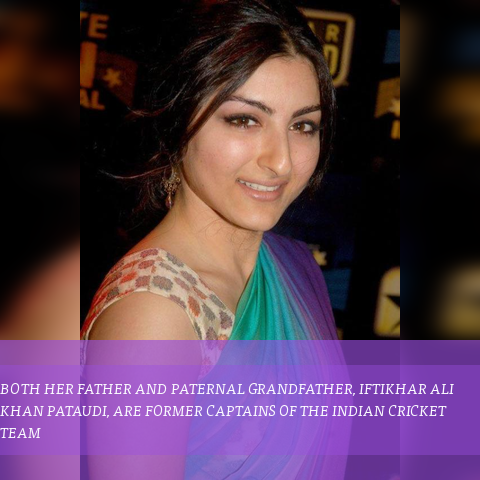 BOTH HER FATHER AND PATERNAL GRANDFATHER, IFTIKHAR ALI
KHAN PATAUDI, ARE FORMER CAPTAINS OF THE INDIAN CRICKET
TEAM